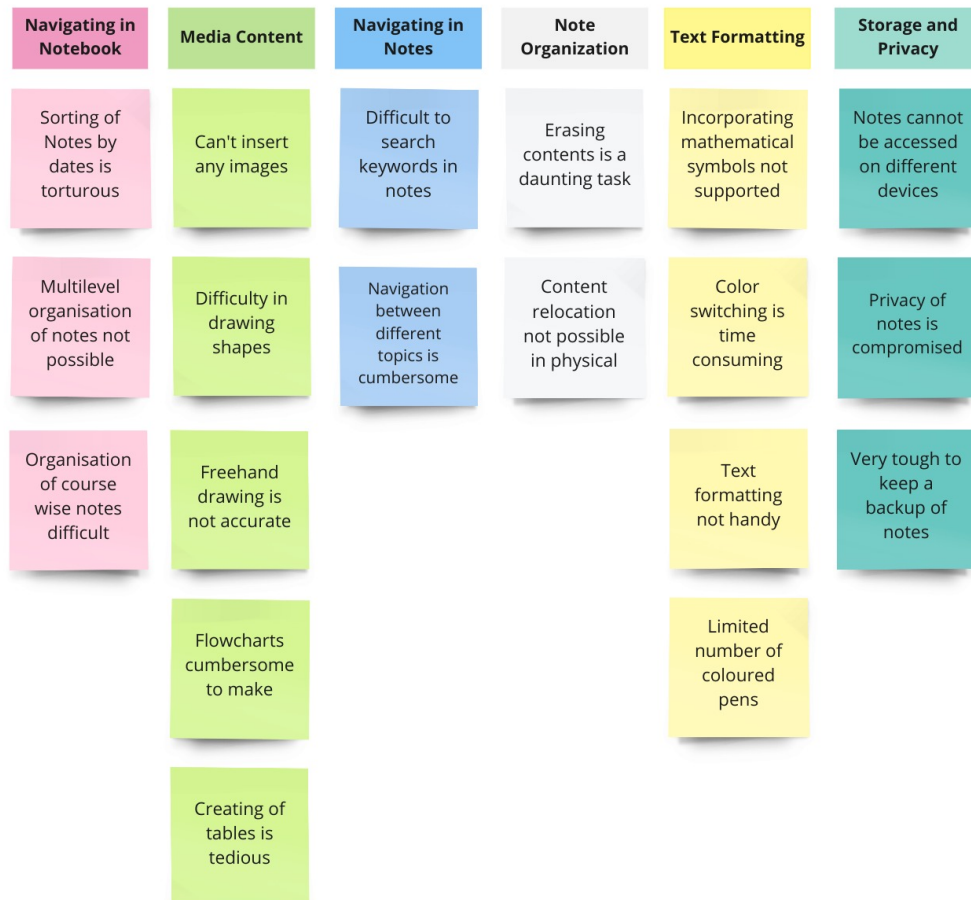 Navigating in
Notebook
Sorting of
Notes by
dates is
torturous
Multilevel
organisation
of notes not
possible
Organisation
of course
wise notes
difficult
Media Content
Can't insert
any images
Difficulty in
drawing
shapes
Freehand
drawing is
not accurate
Flowcharts
cumbersome
to make
Creating of
tables is
tedious
Navigating in
Notes
Difficult to
search
keywords in
notes
Navigation
between
different
topics is
cumbersome
Note
Organization
Erasing
contents is a
daunting task
Content
relocation
not possible
in physical
Text Formatting
Incorporating
mathematical
symbols not
supported
Color
switching is
time
consuming
Text
formatting
not handy
Limited
number of
coloured
pens
Storage and
Privacy
Notes cannot
be accessed
on different
devices
Privacy of
notes is
compromised
Very tough to
keep a
backup of
notes